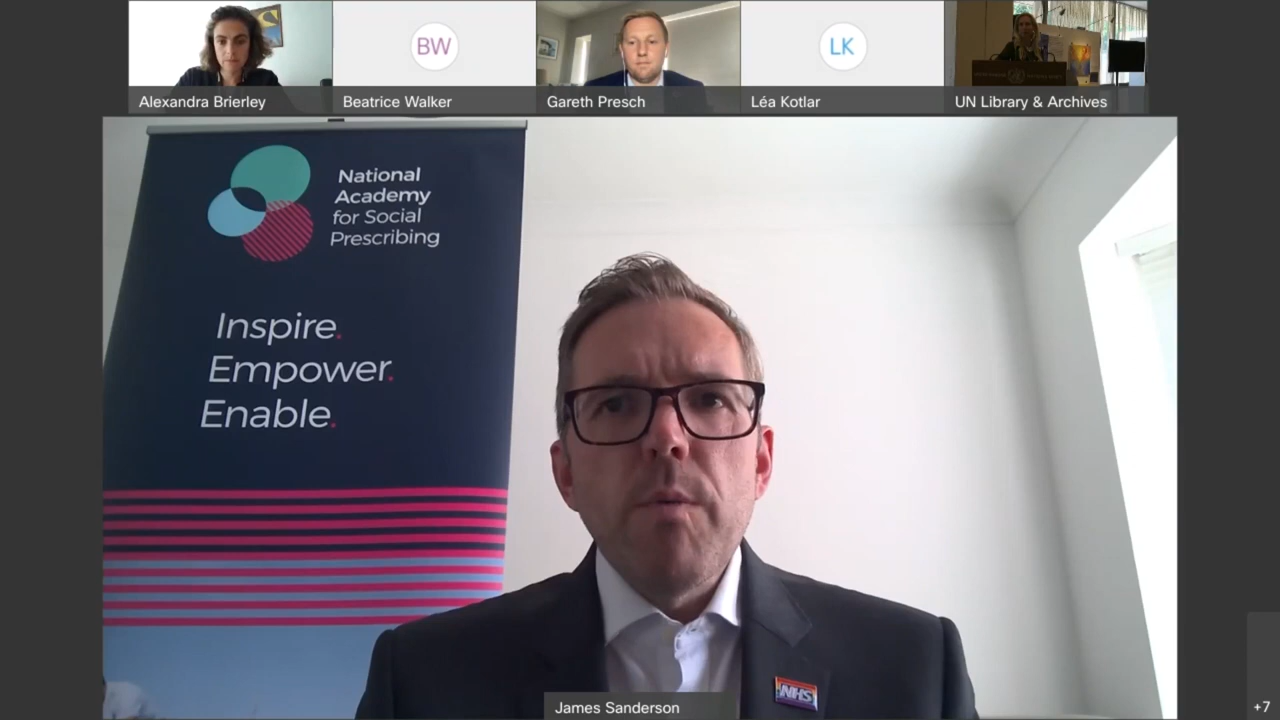 BW
LK
Alexandra Brierley
Beatrice Walker
Gareth Presch
Léa Kotlar
UN Library & Archives
National
Academy
for Social
Prescribing
Inspire.
Empower.
Enable.
NHS
James Sanderson
+7